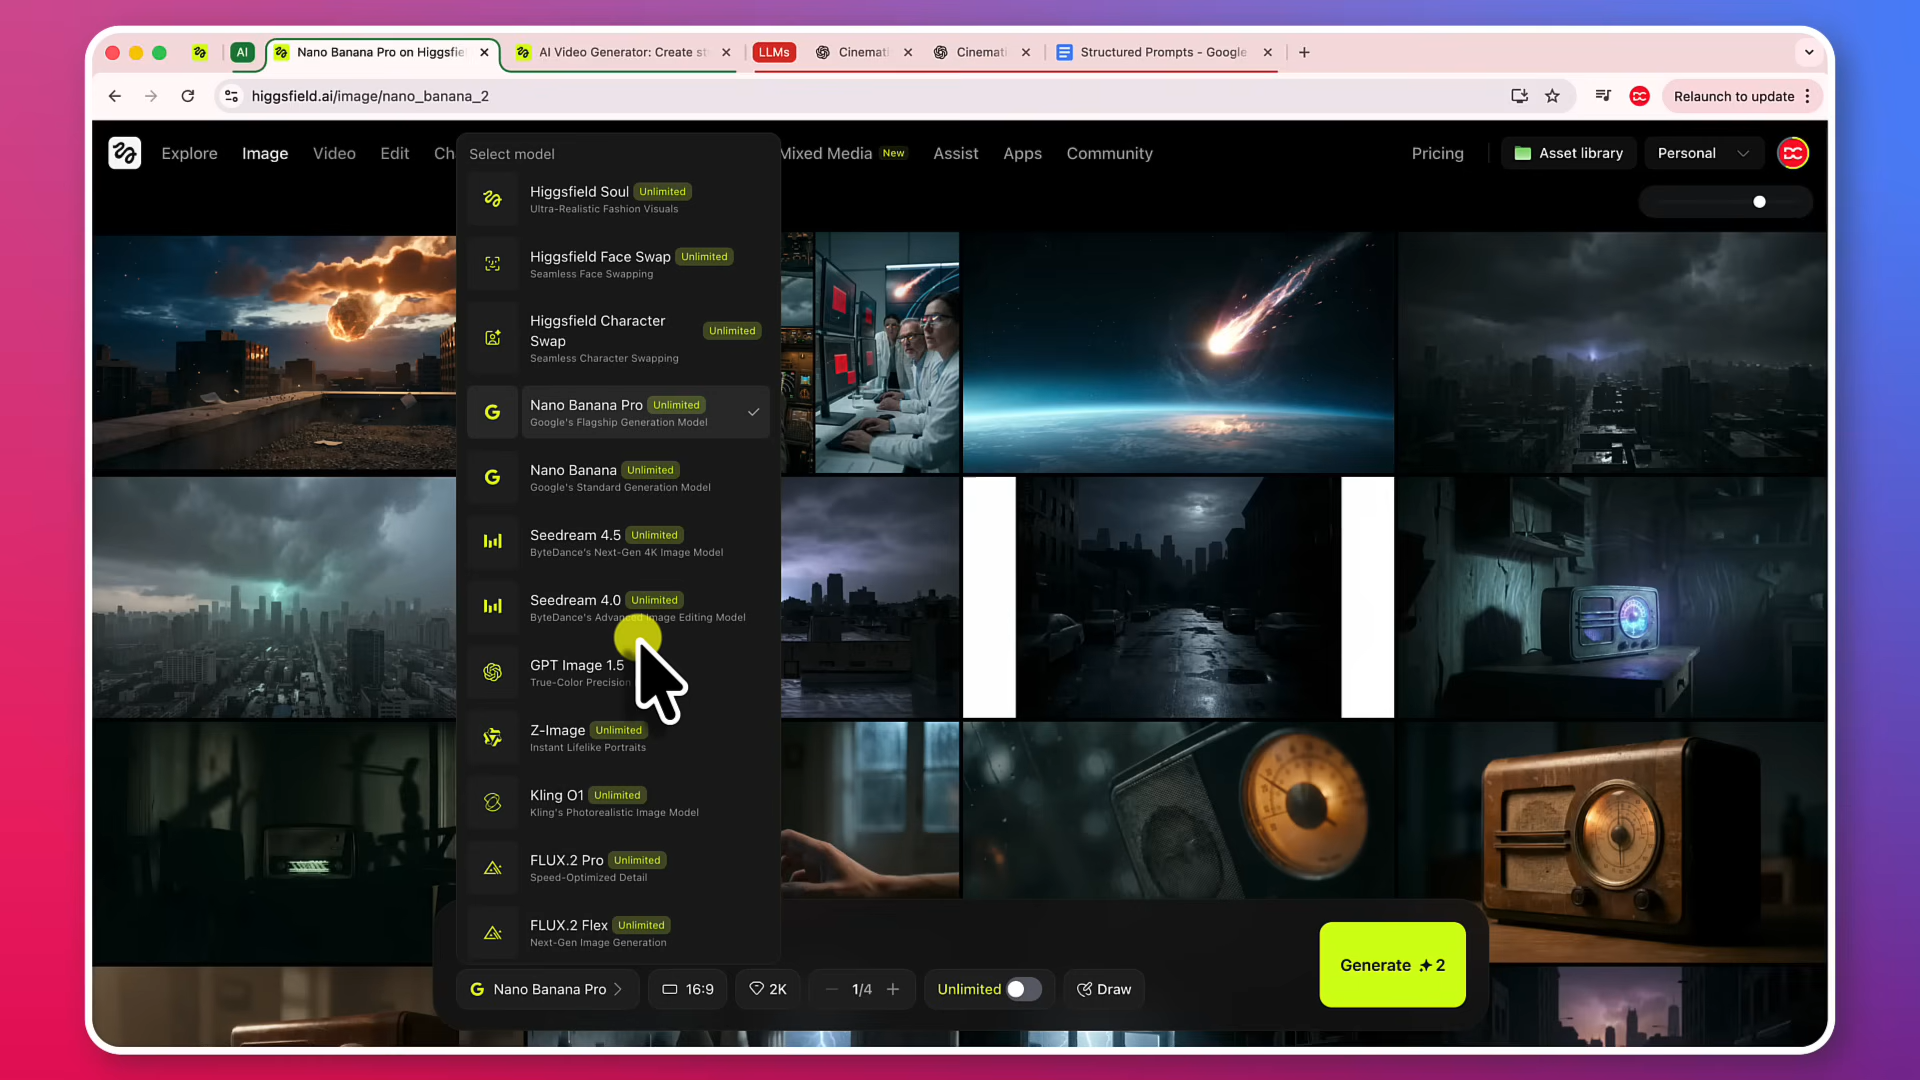 AI
Nano Banana Pro on Higgsfie
AI Video Generator: Create st
LLMs
Cinemati
Cinemati
Structured Prompts - Google
higgsfield.ai/image/nano_banana_2
DC
Relaunch to update
Explore
Image
Video
Edit
Ch
Mixed Media New
Assist
Apps
Community
Pricing
Asset library
Personal
DC
Select model
Higgsfield Soul Unlimited
Ultra-Realistic Fashion Visuals
Higgsfield Face Swap Unlimited
Seamless Face Swapping
Higgsfield Character
Swap
Unlimited
Seamless Character Swapping
Nano Banana Pro Unlimited
Google's Flagship Generation Model
Nano Banana Unlimited
Google's Standard Generation Model
Seedream 4.5 Unlimited
ByteDance's Next-Gen 4K Image Model
Seedream 4.0 Unlimited
ByteDance's Advanced Image Editing Model
GPT Image 1.5
True-Color Precision
Z-Image Unlimited
Instant Lifelike Portraits
Kling O1 Unlimited
Kling's Photorealistic Image Model
FLUX.2 Pro Unlimited
Speed-Optimized Detail
FLUX.2 Flex Unlimited
Next-Gen Image Generation
Nano Banana Pro
16:9
2K
1/4
Unlimited
Draw
Generate 2